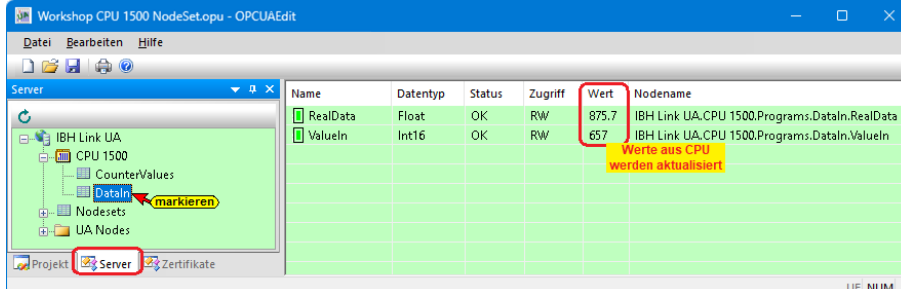 Workshop CPU 1500 NodeSet.opu - OPCUAEdit
Datei Bearbeiten Hilfe
Server
IBH Link UA
CPU 1500
CounterValues
DataIn
markieren
Nodesets
UA Nodes
Projekt Server Zertifikate
Name Datentyp Status Zugriff Wert Nodename
RealData Float OK RW 875.7 IBH Link UA.CPU 1500.Programs.DataIn.RealData
ValueIn Int16 OK RW 657 IBH Link UA.CPU 1500.Programs.DataIn.ValueIn
Werte aus CPU
werden aktualisiert
NUM